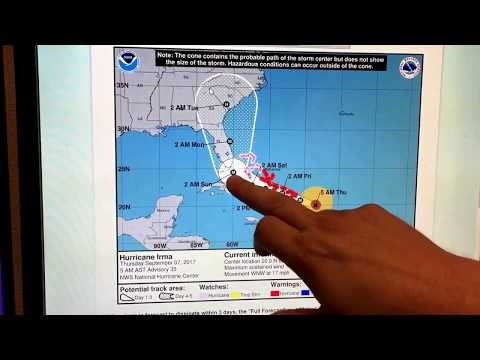 Note: The cone contains the probable path of the storm center but does not show
the size of the storm. Hazardous conditions can occur outside of the cone.
35N
30N
25N
20N
15N
90W 85W 80W
2 AM Tue
2 AM Mon
2 AM Sun
2 AM Sat
2 AM Fri
5 AM Thu
Hurricane Irma
Thursday September 07, 2017
5 AM AST Advisory 33
NWS National Hurricane Center
Current in
Center location 20.0 N
Maximum sustained wind
Movement WNW at 17 mph
Potential track area:
Day 1-3
Day 4-5
Watches:
Hurricane
Trop Stm
Warnings:
Hurricane